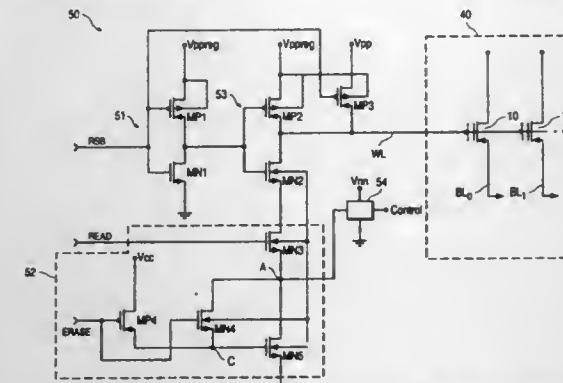 50
40
Vppreg
Vppreg
Vpp
51
53
MP1
MP2
MP3
10
RSB
MN1
MN2
WL
Vnn
54
BL0
BL1
Control
READ
MN3
52
Vcc
A
MP4
MN4
ERASE
C
MN5